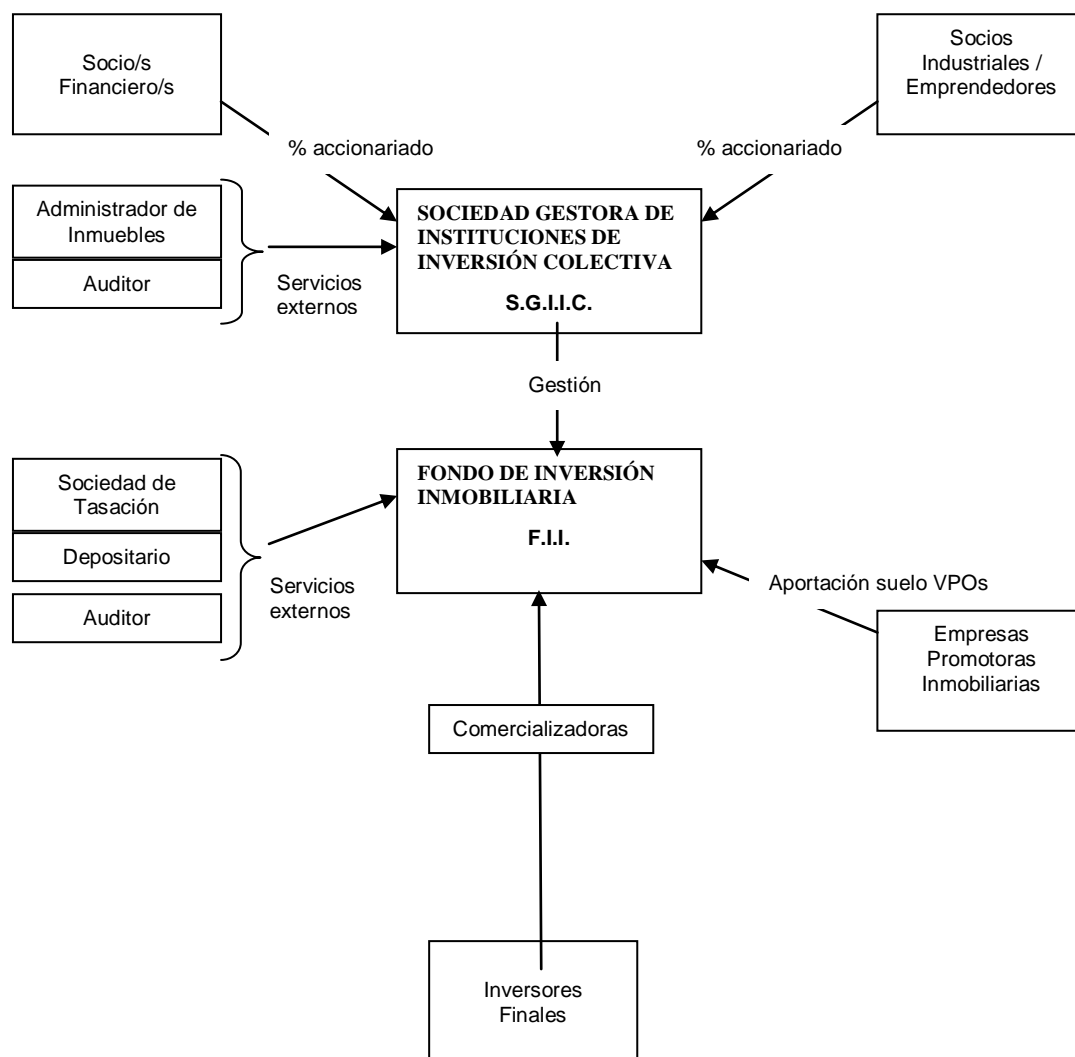 Socio/s
Financiero/s
Socios
Industriales /
Emprendedores
% accionariado
% accionariado
Administrador de
Inmuebles
Auditor
Servicios
externos
SOCIEDAD GESTORA DE
INSTITUCIONES DE
INVERSIÓN COLECTIVA
S.G.I.I.C.
Gestión
Sociedad de
Tasación
Depositario
Auditor
Servicios
externos
FONDO DE INVERSIÓN
INMOBILIARIA
F.I.I.
Aportación suelo VPOs
Empresas
Promotoras
Inmobiliarias
Comercializadoras
Inversores
Finales